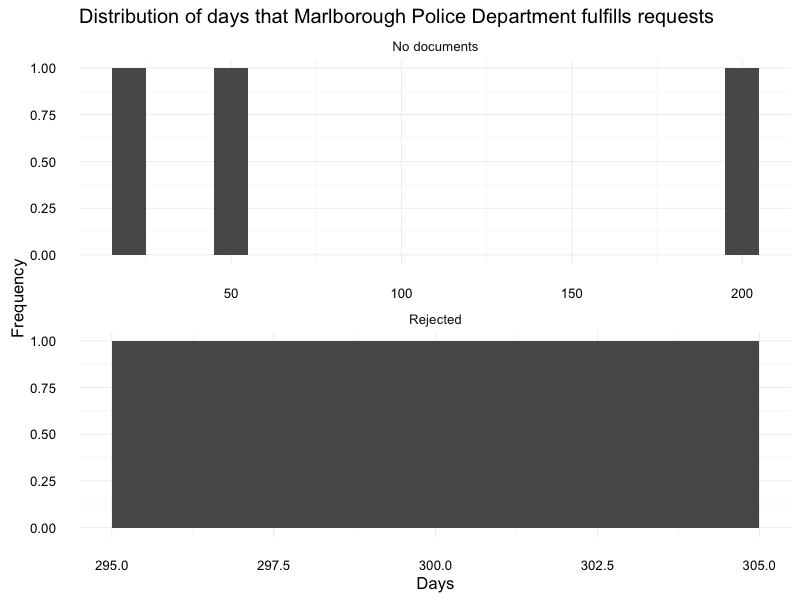 Distribution of days that Marlborough Police Department fulfills requests
No documents
1.00
0.75
0.50
0.25
0.00
50 100 150 200
Frequency
Rejected
1.00
0.75
0.50
0.25
0.00
295.0 297.5 300.0 302.5 305.0
Days